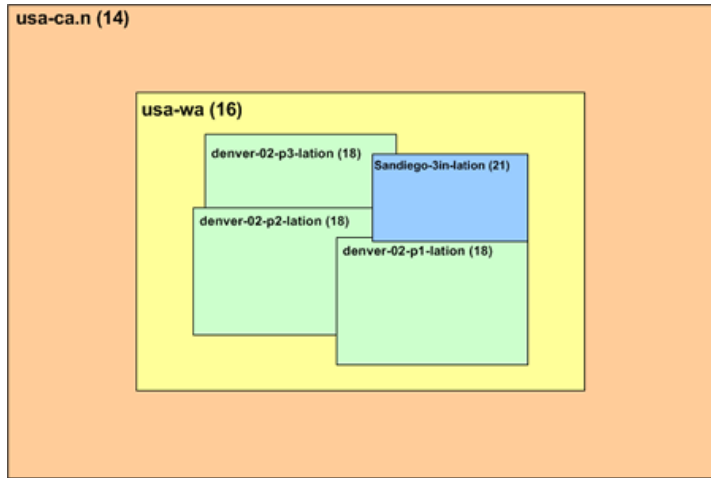 usa-ca.n (14)
usa-wa (16)
denver-02-p3-lation (18)
Sandiego-3in-lation (21)
denver-02-p2-lation (18)
denver-02-p1-lation (18)